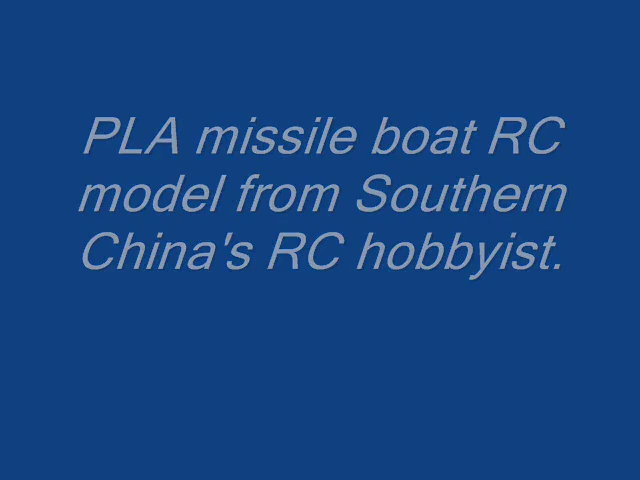 PLA missile boat RC
model from Southern
China's RC hobbyist.